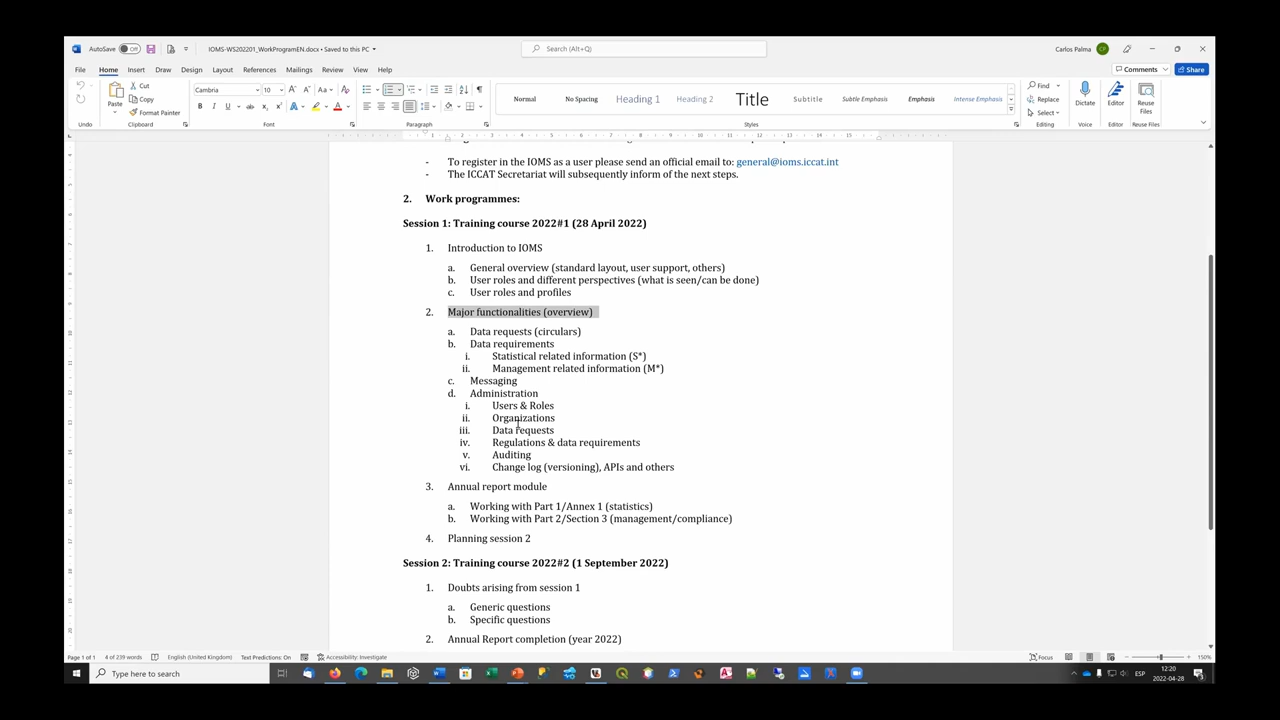 AutoSave Off IOMS-WS202201_WorkProgramEN.docx • Saved to this PC Search (Alt+Q) Carlos Palma CP
File Home Insert Draw Design Layout References Mailings Review View Help Comments Share
Paste Cut Copy Format Painter Cambria 10 Normal No Spacing Heading 1 Heading 2 Title Subtitle Subtle Emphasis Emphasis Intense Emphasis Find Replace Select Dictate Editor Reuse Files
Undo Clipboard Font Paragraph Styles Editing Voice Editor Reuse Files
- To register in the IOMS as a user please send an official email to: general@ioms.iccat.int
- The ICCAT Secretariat will subsequently inform of the next steps.
2. Work programmes:
Session 1: Training course 2022#1 (28 April 2022)
1. Introduction to IOMS
a. General overview (standard layout, user support, others)
b. User roles and different perspectives (what is seen/can be done)
c. User roles and profiles
2. Major functionalities (overview)
a. Data requests (circulars)
b. Data requirements
i. Statistical related information (S*)
ii. Management related information (M*)
c. Messaging
d. Administration
i. Users & Roles
ii. Organizations
iii. Data requests
iv. Regulations & data requirements
v. Auditing
vi. Change log (versioning), APIs and others
3. Annual report module
a. Working with Part 1/Annex 1 (statistics)
b. Working with Part 2/Section 3 (management/compliance)
4. Planning session 2
Session 2: Training course 2022#2 (1 September 2022)
1. Doubts arising from session 1
a. Generic questions
b. Specific questions
2. Annual Report completion (year 2022)
Page 1 of 1 4 of 239 words English (United Kingdom) Text Predictions: On Accessibility: Investigate Focus 150%
Type here to search ESP 12:20
2022-04-28